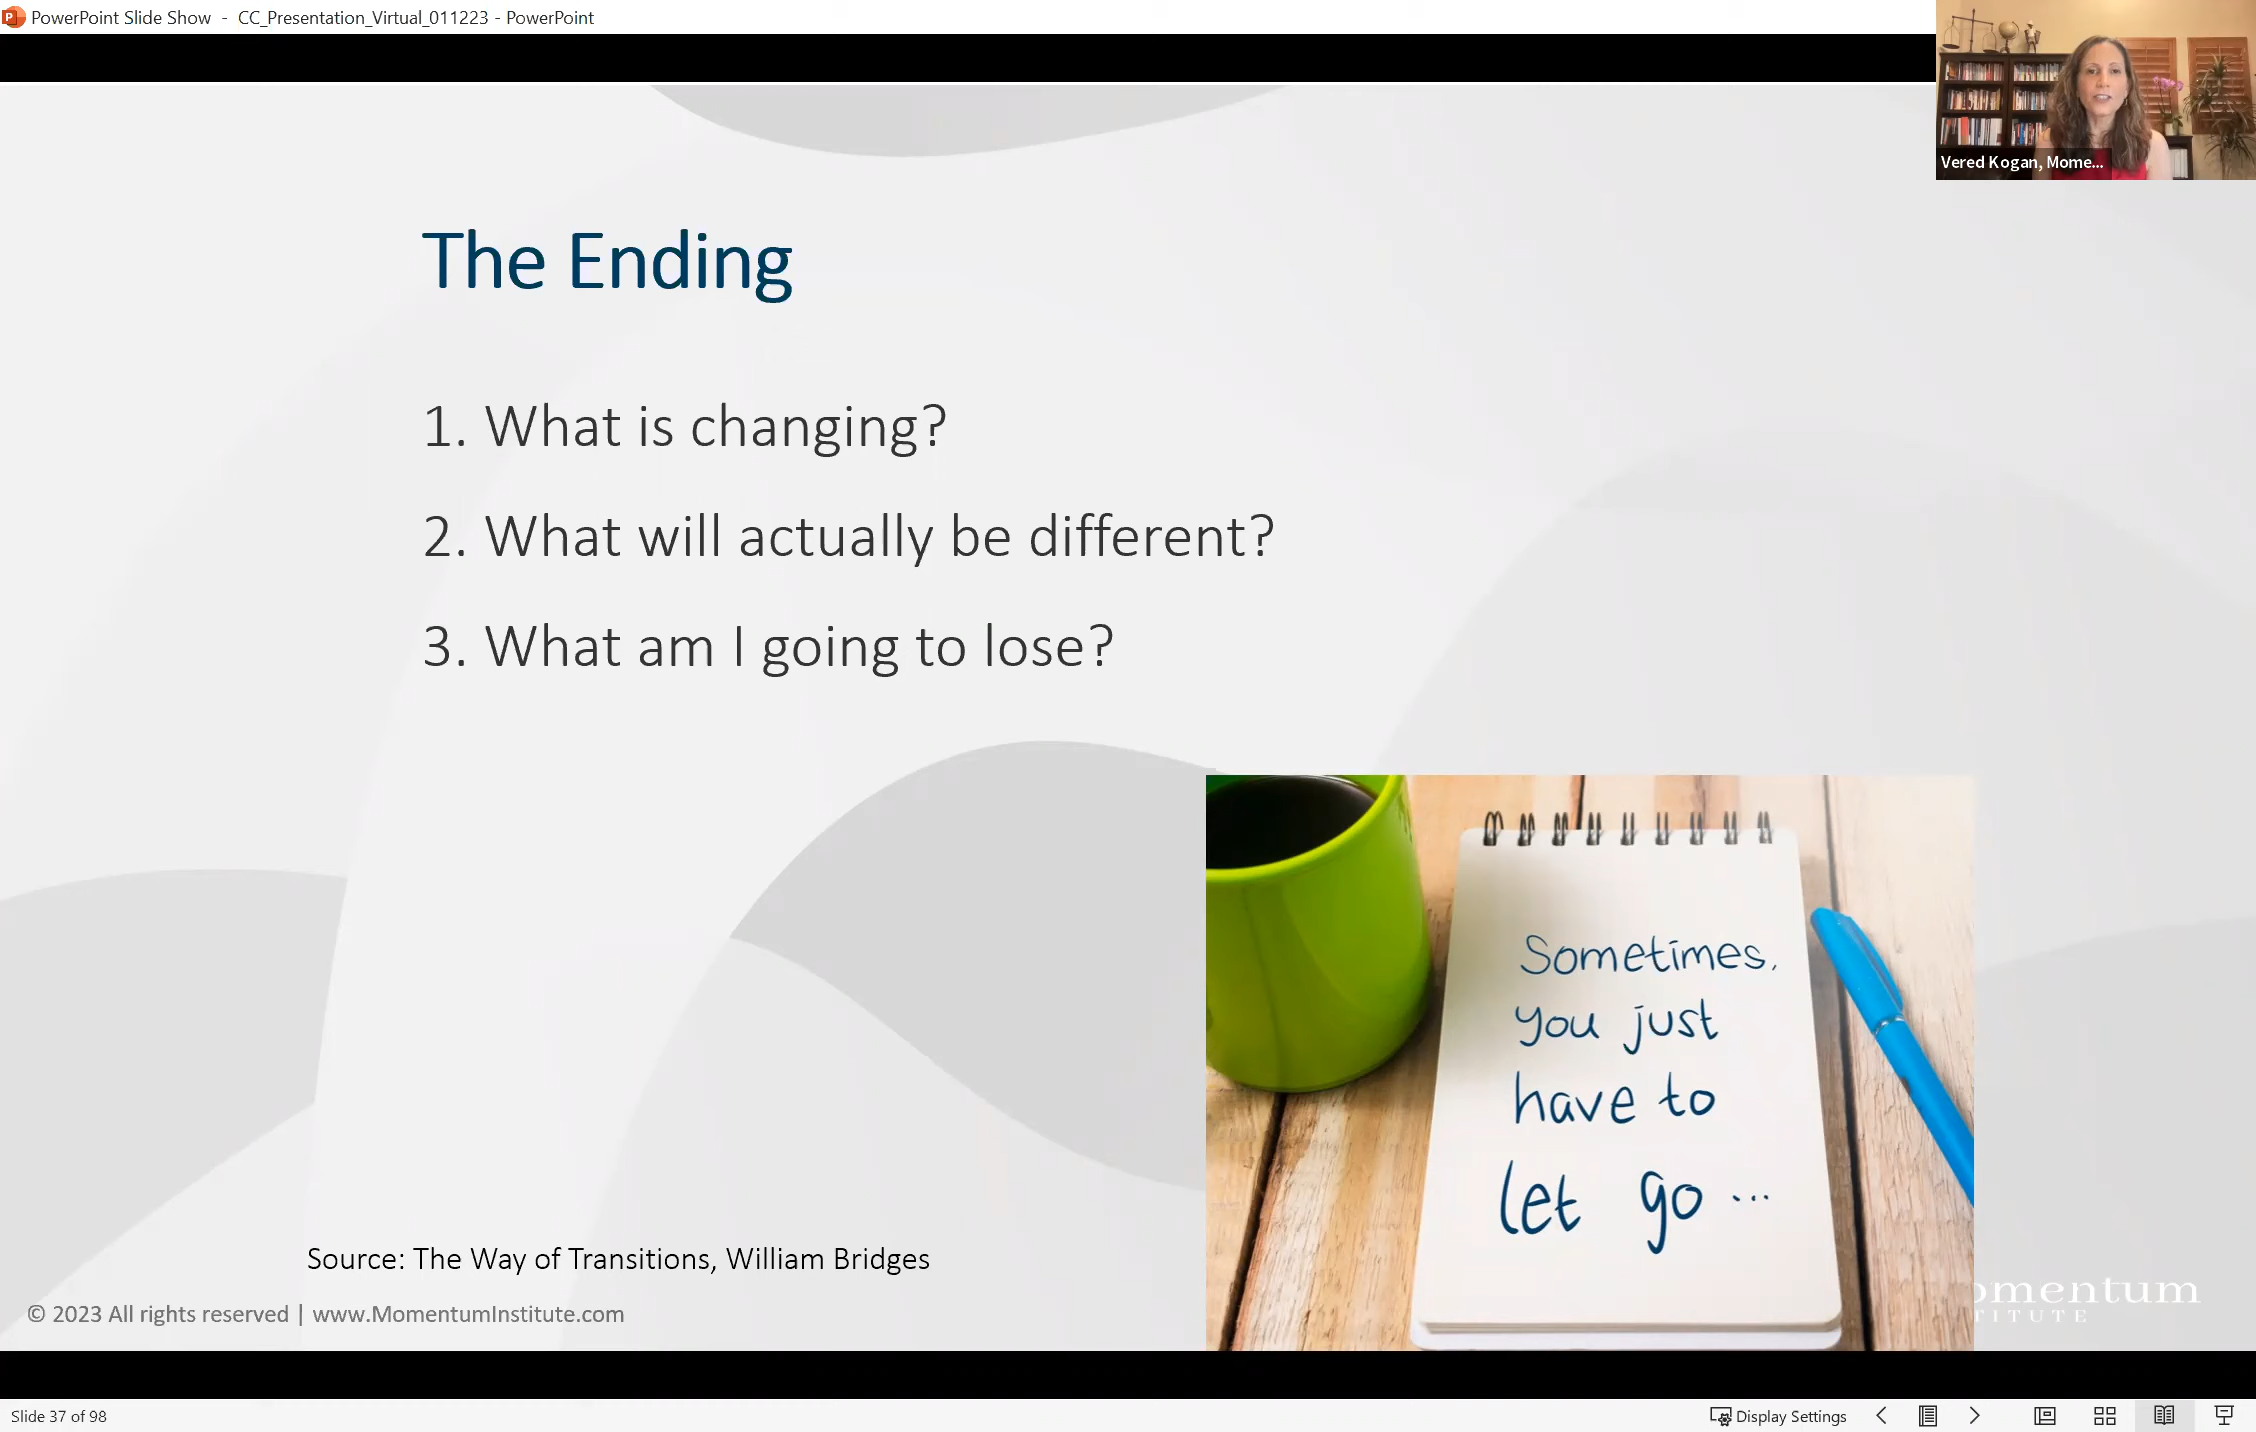 PowerPoint Slide Show - CC_Presentation_Virtual_011223 - PowerPoint
Vered Kogan, Mome...
The Ending
1. What is changing?
2. What will actually be different?
3. What am I going to lose?
Sometimes,
you just
have to
let go...
Source: The Way of Transitions, William Bridges
© 2023 All rights reserved | www.MomentumInstitute.com
omentum
TITUTE
Slide 37 of 98
Display Settings